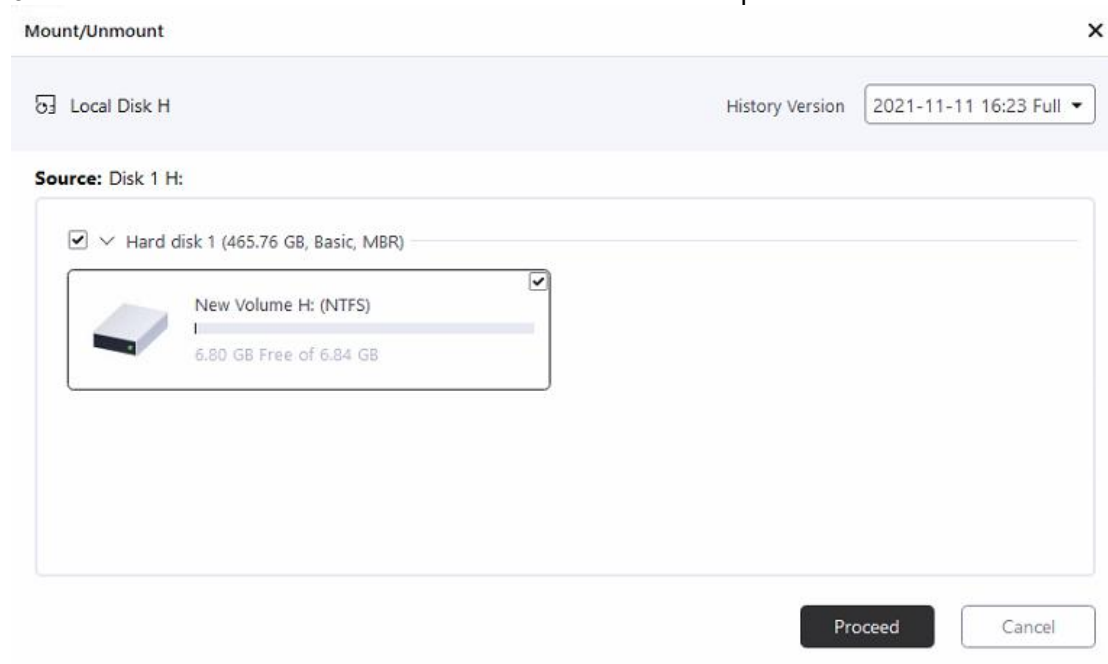 Mount/Unmount
Local Disk H
History Version 2021-11-11 16:23 Full
Source: Disk 1 H:
Hard disk 1 (465.76 GB, Basic, MBR)
New Volume H: (NTFS)
6.80 GB Free of 6.84 GB
Proceed Cancel